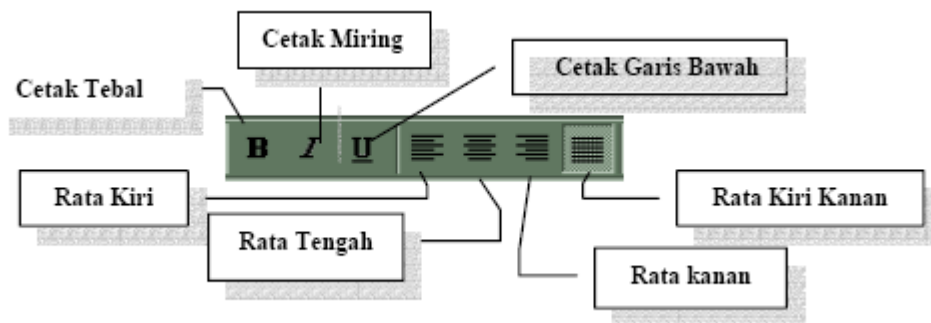 Cetak Miring
Cetak Garis Bawah
Cetak Tebal
B I U
Rata Kiri
Rata Kiri Kanan
Rata Tengah
Rata kanan